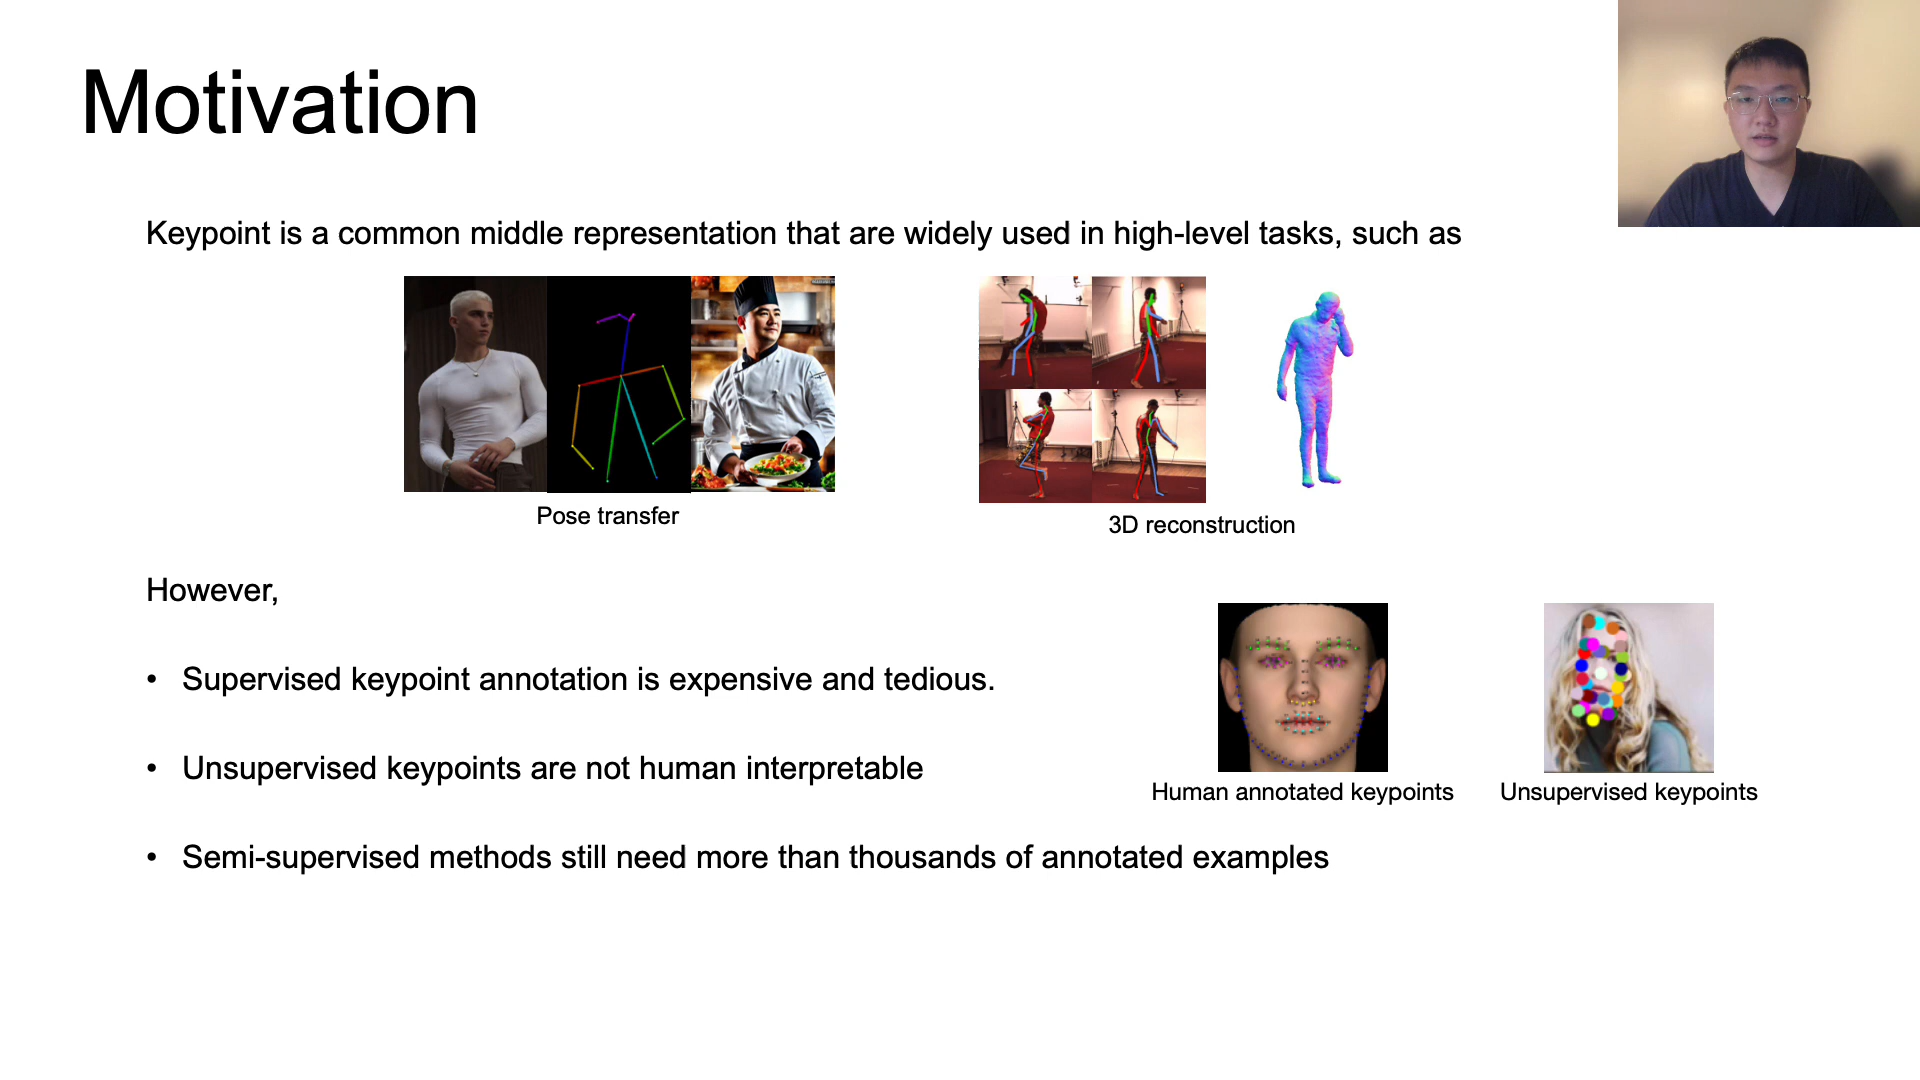 Motivation
Keypoint is a common middle representation that are widely used in high-level tasks, such as
Pose transfer
3D reconstruction
However,
• Supervised keypoint annotation is expensive and tedious.
• Unsupervised keypoints are not human interpretable
Human annotated keypoints
Unsupervised keypoints
• Semi-supervised methods still need more than thousands of annotated examples